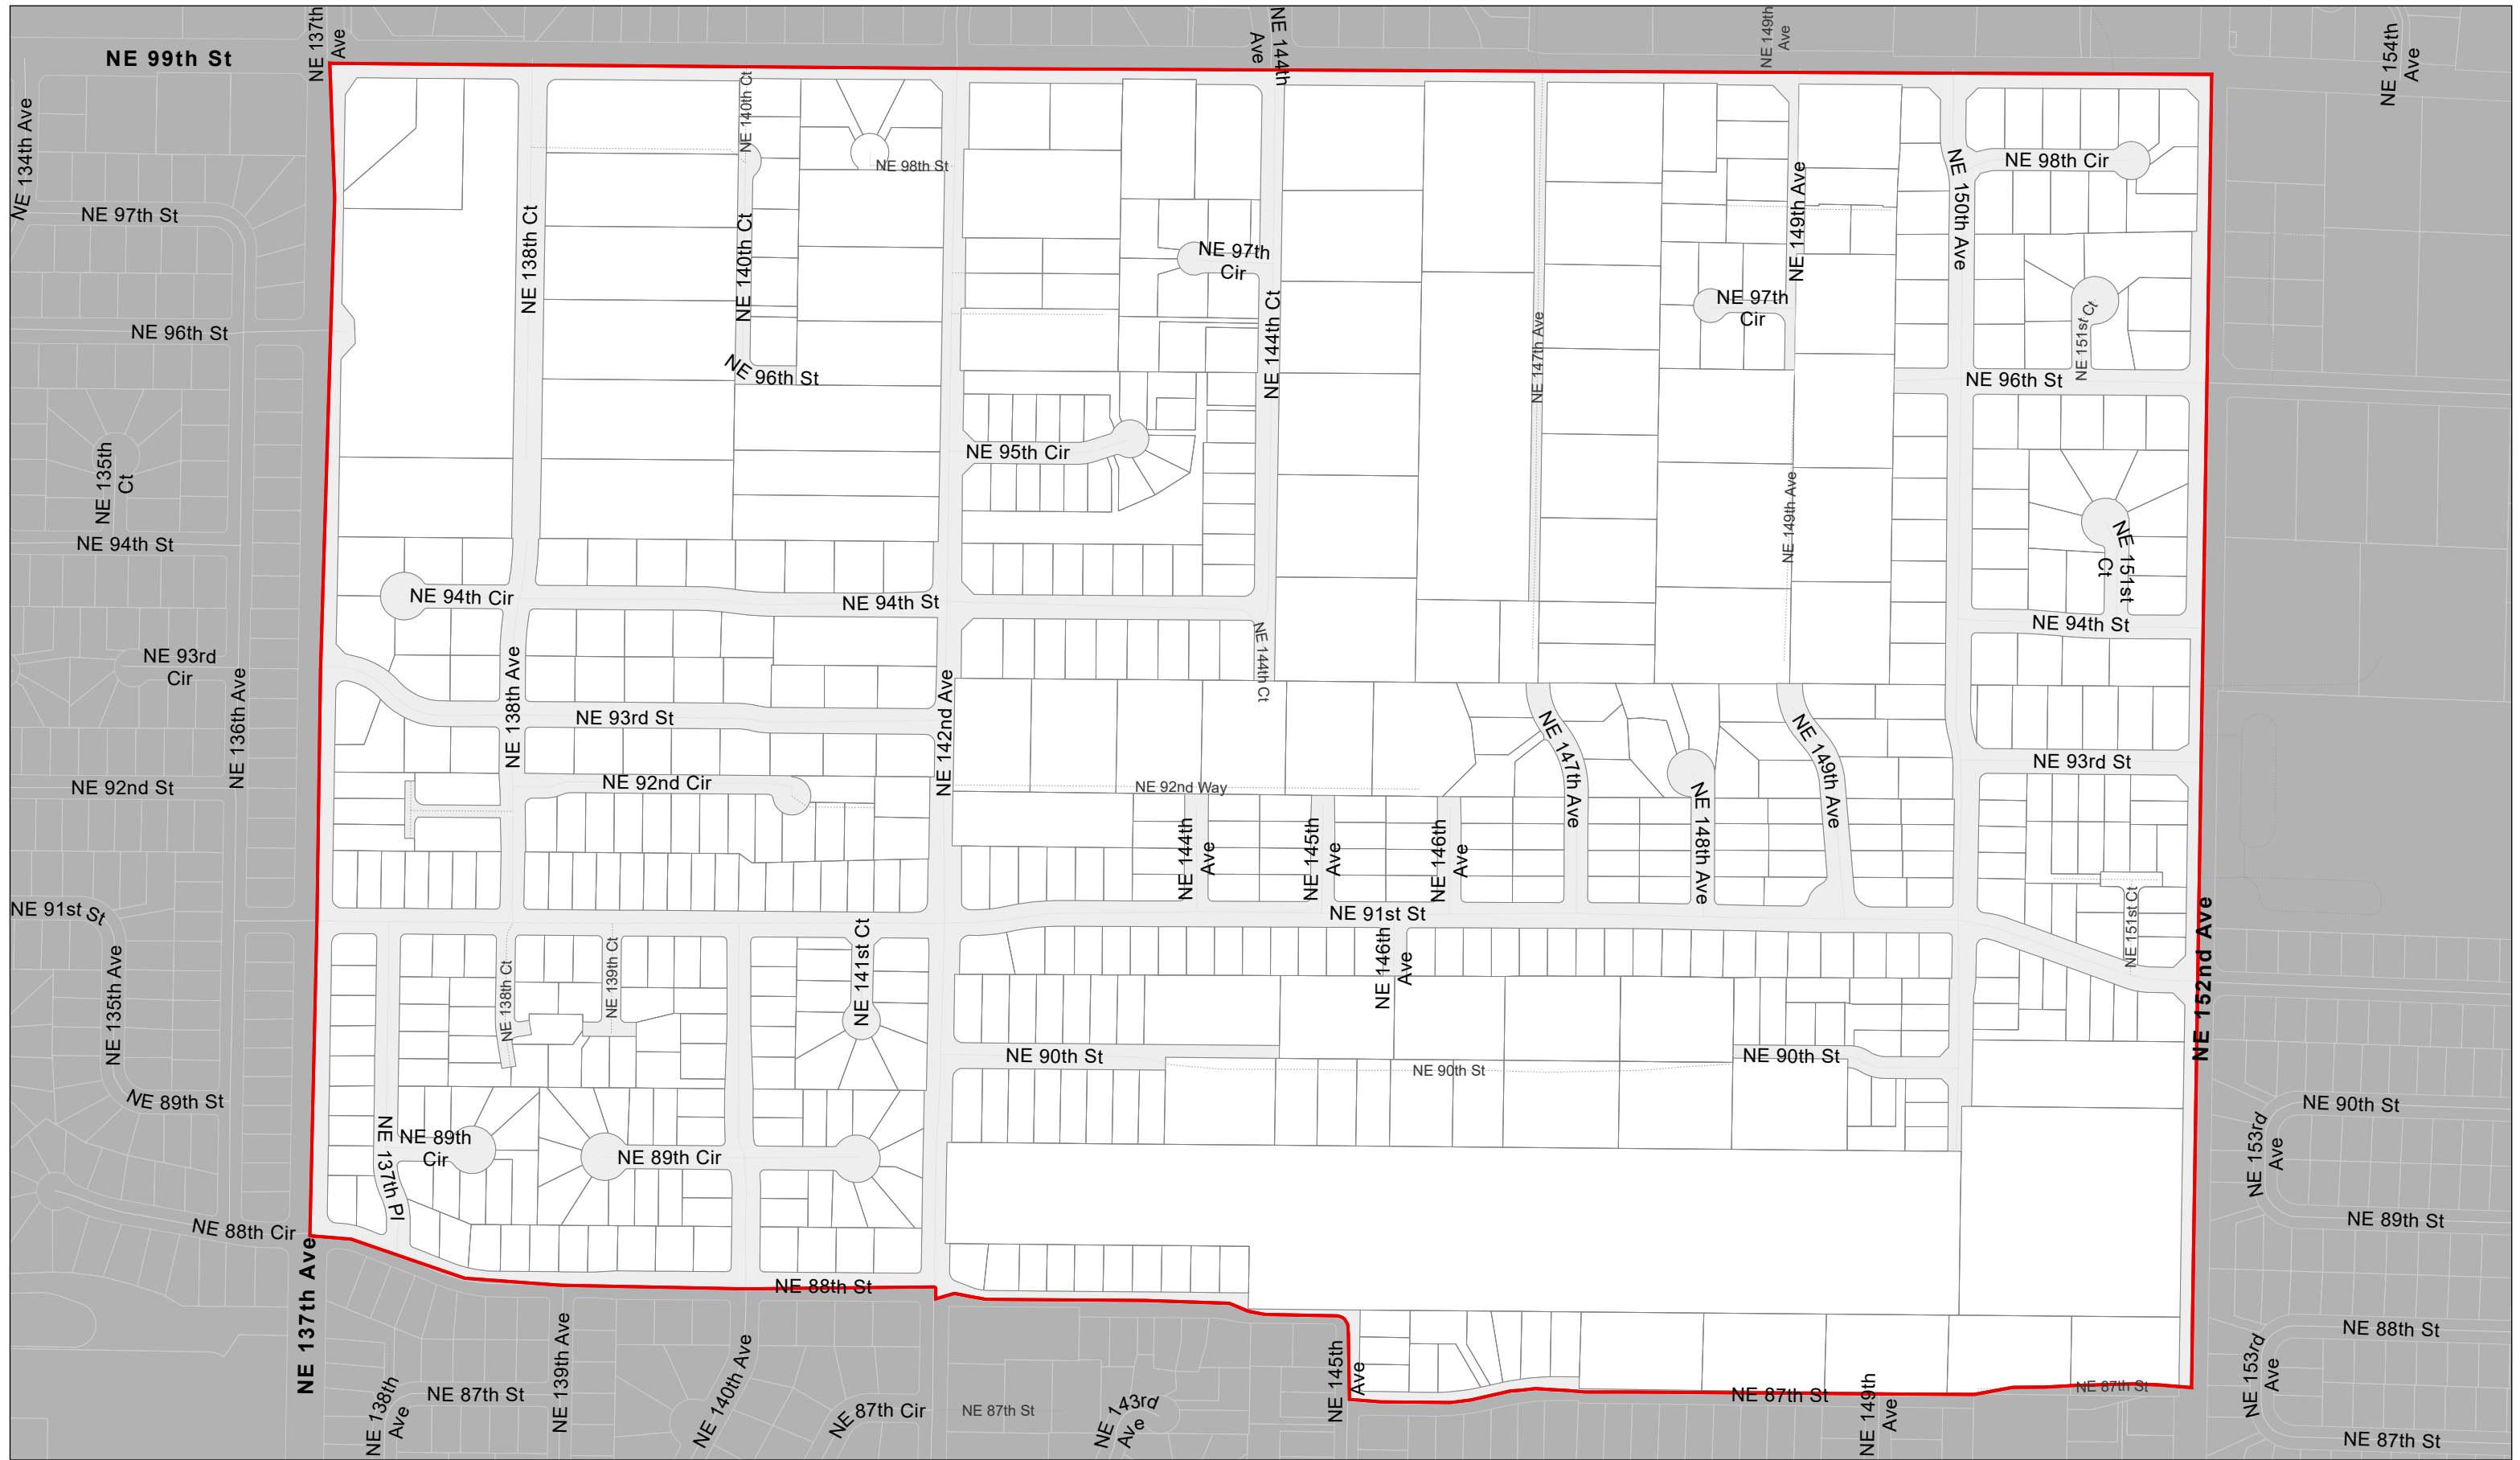 NE 99th St
NE 137th
Ave
NE 144th
Ave
NE 149th
Ave
NE 154th
Ave
NE 134th Ave
NE 97th St
NE 96th St
NE 135th
Ct
NE 94th St
NE 93rd
Cir
NE 136th Ave
NE 92nd St
NE 91st St
NE 135th Ave
NE 89th St
NE 88th Cir
NE 137th Ave
NE 138th Ct
NE 140th Ct
NE 140th Ct
NE 98th St
NE 96th St
NE 97th
Cir
NE 144th Ct
NE 95th Cir
NE 147th Ave
NE 149th Ave
NE 97th
Cir
NE 149th Ave
NE 150th Ave
NE 98th Cir
NE 151st Ct
NE 96th St
NE 151st
Ct
NE 94th St
NE 94th Cir
NE 94th St
NE 144th Ct
NE 138th Ave
NE 93rd St
NE 142nd Ave
NE 92nd Cir
NE 92nd Way
NE 147th Ave
NE 148th Ave
NE 149th Ave
NE 93rd St
NE 144th
Ave
NE 145th
Ave
NE 146th
Ave
NE 91st St
NE 146th
Ave
NE 151st Ct
NE 152nd Ave
NE 138th Ct
NE 139th Ct
NE 141st Ct
NE 90th St
NE 90th St
NE 90th St
NE 89th
Cir
NE 137th Pl
NE 89th Cir
NE 88th St
NE 90th St
NE 153rd
Ave
NE 89th St
NE 88th St
NE 153rd
Ave
NE 87th St
NE 138th
Ave
NE 87th St
NE 139th Ave
NE 140th Ave
NE 87th Cir
NE 87th St
NE 143rd
Ave
NE 145th
Ave
NE 87th St
NE 149th
Ave
NE 87th St